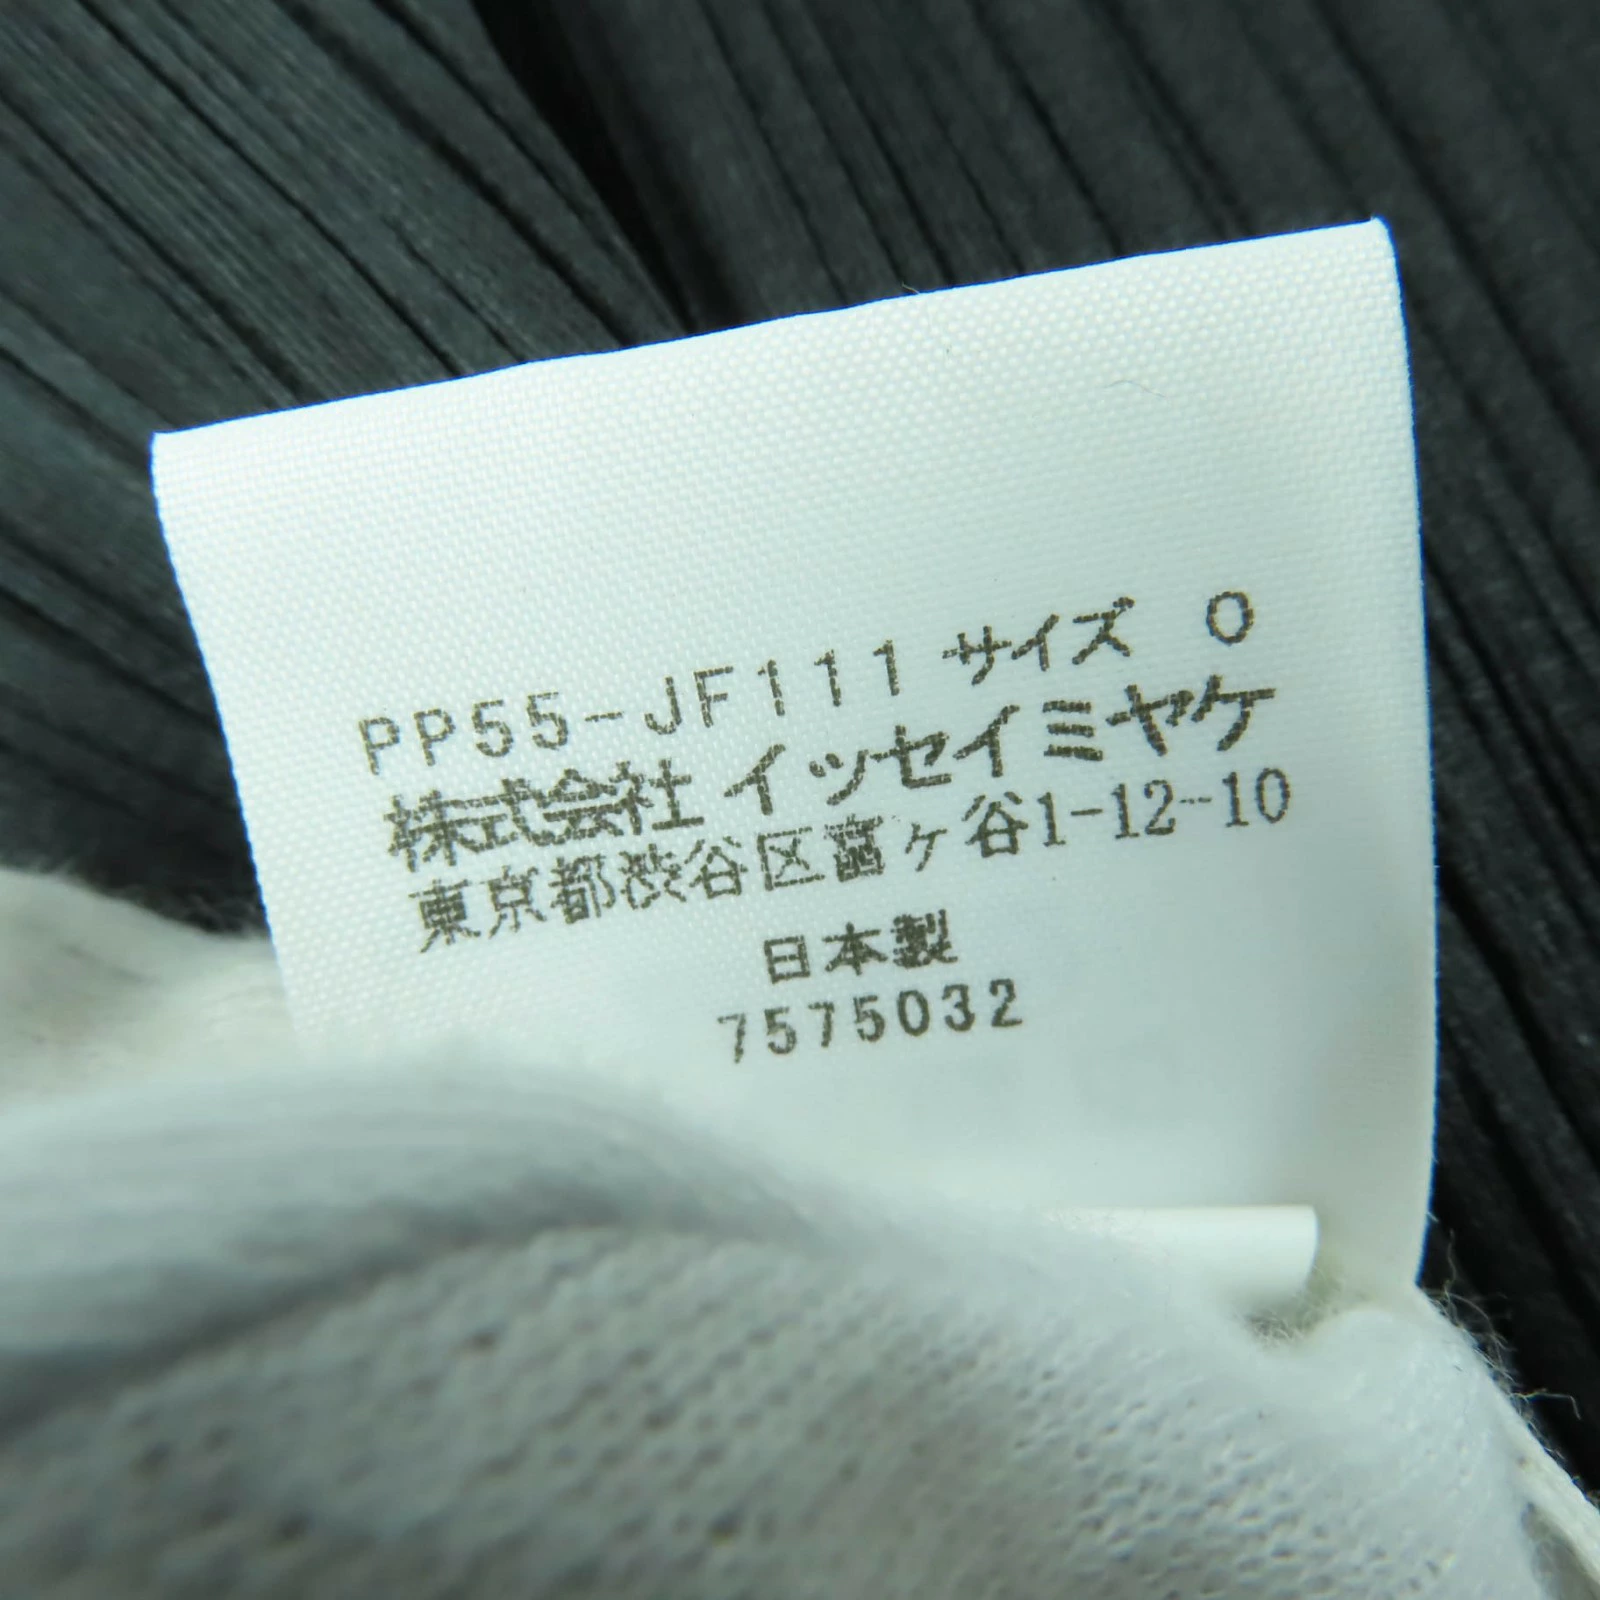 PP55-JF111 サイズ 0
株式会社 イッセイミヤケ
東京都渋谷区富ヶ谷1-12-10
日本製
7575032